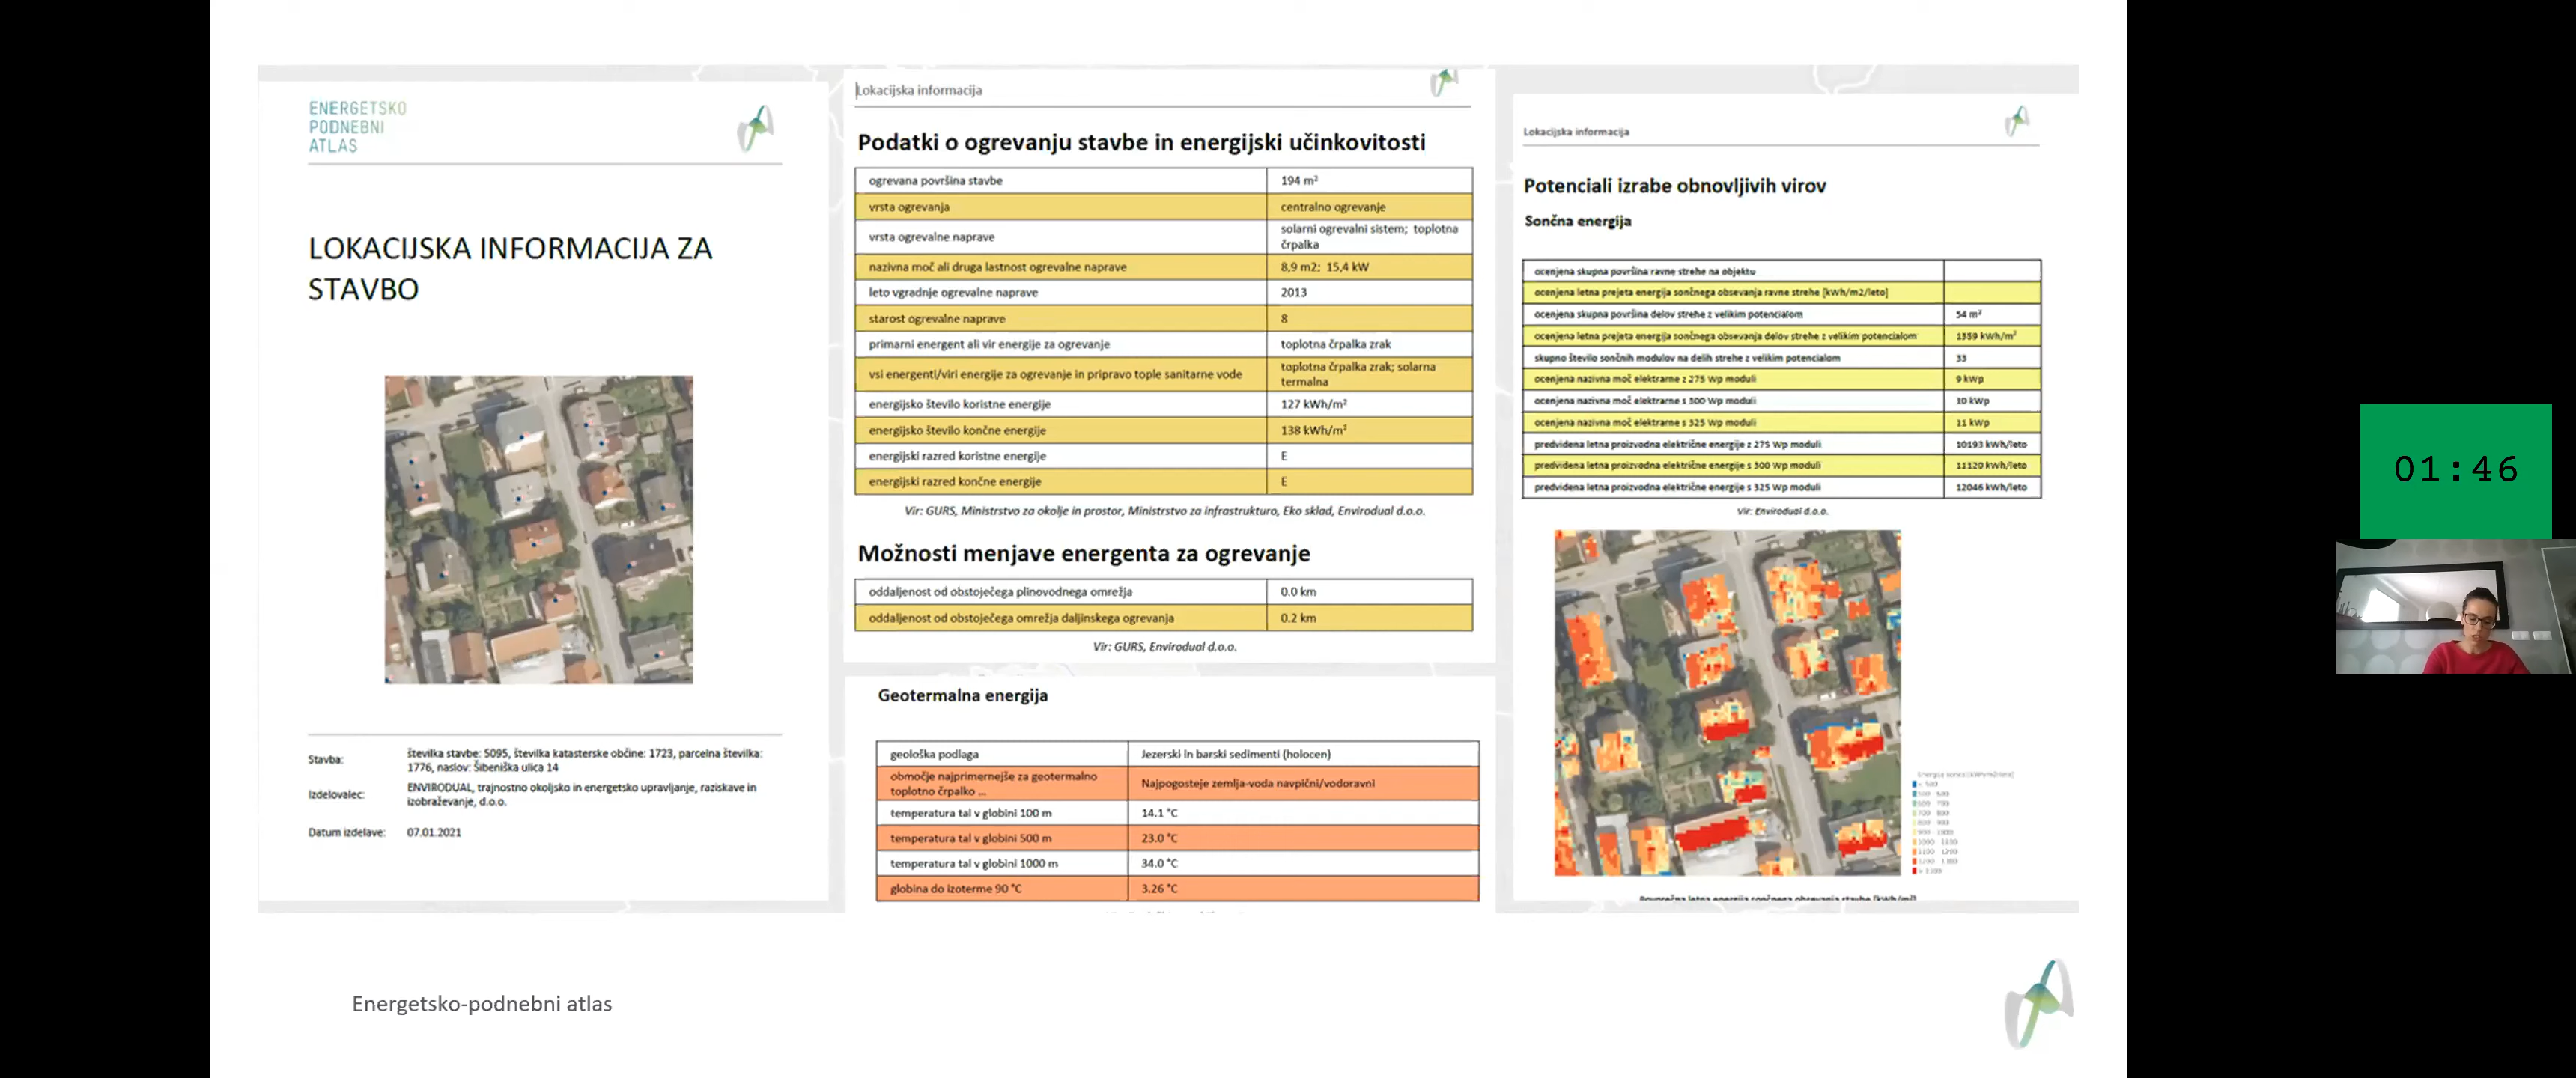 ENERGETSKO
PODNEBNI
ATLAS
LOKACIJSKA INFORMACIJA ZA
STAVBO
Stavba:
številka stavbe: 5095, številka katasterske občine: 1723, parcelna številka:
1776, naslov: Šibeniška ulica 14
Izdelovalec:
ENVIRODUAL, trajnostno okoljsko in energetsko upravljanje, raziskave in
izobraževanje, d.o.o.
Datum izdelave: 07.01.2021
Lokacijska informacija
Podatki o ogrevanju stavbe in energijski učinkovitosti
ogrevana površina stavbe 194 m²
vrsta ogrevanja centralno ogrevanje
vrsta ogrevalne naprave solarni ogrevalni sistem; toplotna
črpalka
nazivna moč ali druga lastnost ogrevalne naprave 8,9 m2; 15,4 kW
leto vgradnje ogrevalne naprave 2013
starost ogrevalne naprave 8
primarni energent ali vir energije za ogrevanje toplotna črpalka zrak
vsi energenti/viri energije za ogrevanje in pripravo tople sanitarne vode toplotna črpalka zrak; solarna
termalna
energijsko število koristne energije 127 kWh/m²
energijsko število končne energije 138 kWh/m²
energijski razred koristne energije E
energijski razred končne energije E
Vir: GURS, Ministrstvo za okolje in prostor, Ministrstvo za infrastrukturo, Eko sklad, Envirodual d.o.o.
Možnosti menjave energenta za ogrevanje
oddaljenost od obstoječega plinovodnega omrežja 0.0 km
oddaljenost od obstoječega omrežja daljinskega ogrevanja 0.2 km
Vir: GURS, Envirodual d.o.o.
Geotermalna energija
geološka podlaga Jezerski in barski sedimenti (holocen)
območje najprimernejše za geotermalno
toplotno črpalko ... Najpogosteje zemlja-voda navpični/vodoravni
temperatura tal v globini 100 m 14.1 °C
temperatura tal v globini 500 m 23.0 °C
temperatura tal v globini 1000 m 34.0 °C
globina do izoterme 90 °C 3.26 °C
Lokacijska informacija
Potenciali izrabe obnovljivih virov
Sončna energija
ocenjena skupna površina ravne strehe na objektu
ocenjena letna prejeta energija sončnega obsevanja ravne strehe [kWh/m2/leto]
ocenjena skupna površina delov strehe z velikim potencialom 54 m²
ocenjena letna prejeta energija sončnega obsevanja delov strehe z velikim potencialom 1359 kWh/m²
skupno število sončnih modulov na delih strehe z velikim potencialom 33
ocenjena nazivna moč elektrarne z 275 Wp moduli 9 kWp
ocenjena nazivna moč elektrarne s 300 Wp moduli 10 kWp
ocenjena nazivna moč elektrarne s 325 Wp moduli 11 kWp
predvidena letna proizvodna električne energije z 275 Wp moduli 10193 kWh/leto
predvidena letna proizvodna električne energije s 300 Wp moduli 11120 kWh/leto
predvidena letna proizvodna električne energije s 325 Wp moduli 12046 kWh/leto
Vir: Envirodual d.o.o.
Povprečna letna energija sončnega obsevanja stavbe [kWh/m²]
01:46
Energetsko-podnebni atlas